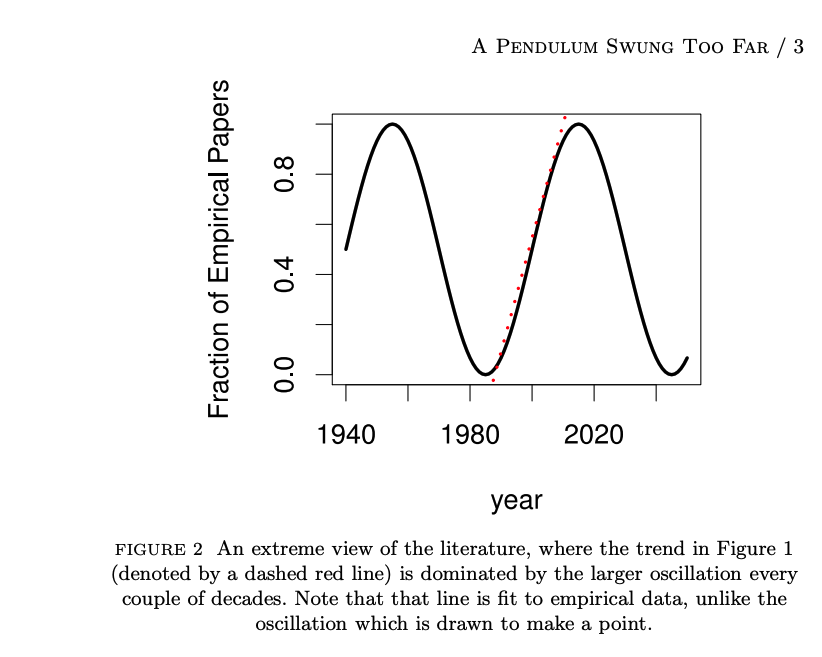 A Pendulum Swung Too Far / 3
Fraction of Empirical Papers
0.8
0.4
0.0
1940 1980 2020
year
FIGURE 2 An extreme view of the literature, where the trend in Figure 1
(denoted by a dashed red line) is dominated by the larger oscillation every
couple of decades. Note that that line is fit to empirical data, unlike the
oscillation which is drawn to make a point.